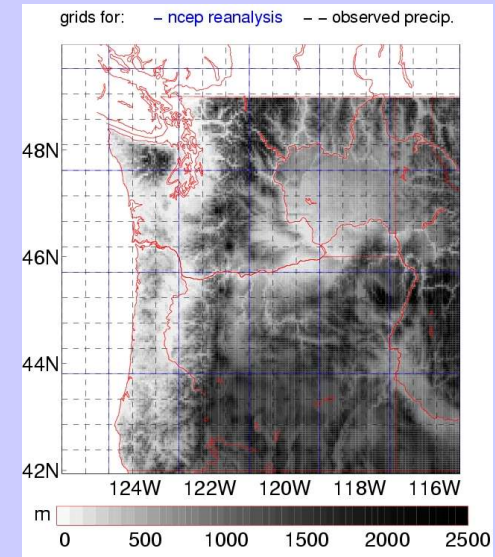 grids for: – ncep reanalysis – – observed precip.
48N
46N
44N
42N
124W 122W 120W 118W 116W
m
0 500 1000 1500 2000 2500